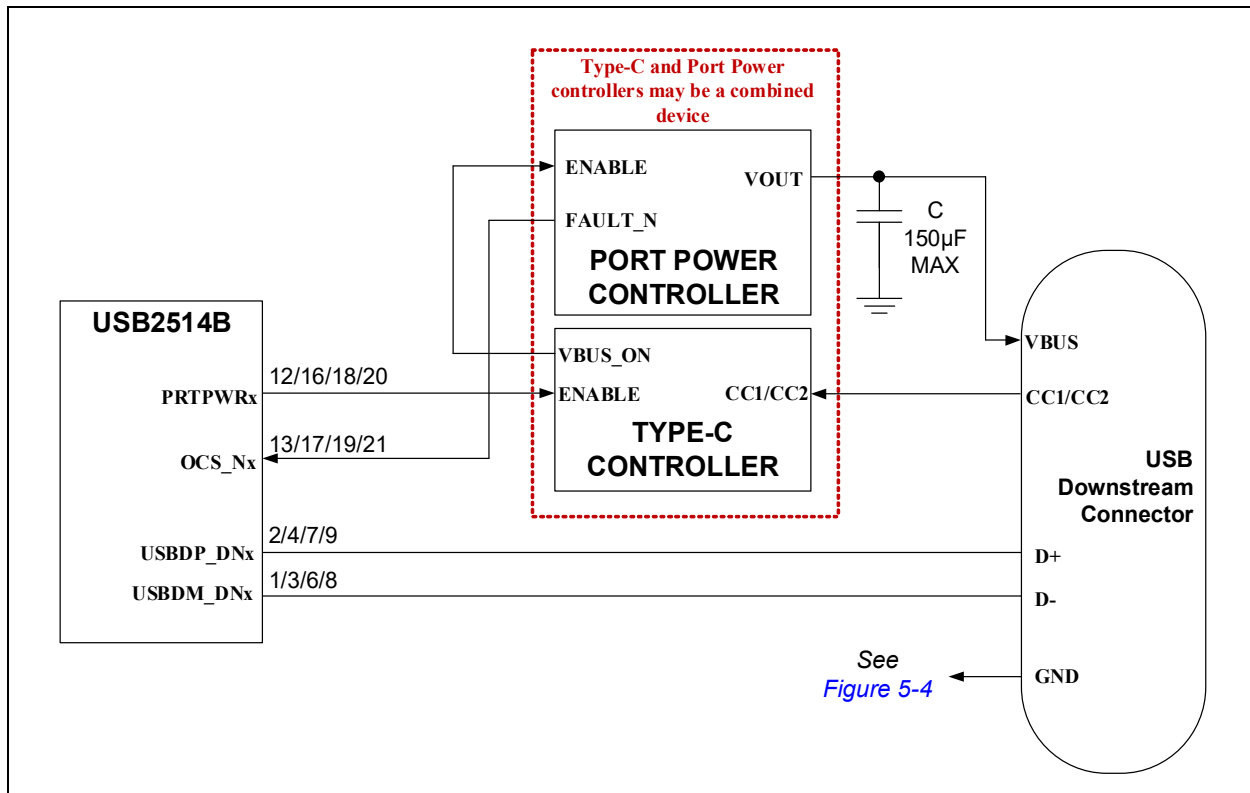 Type-C and Port Power
controllers may be a combined
device
ENABLE
VOUT
FAULT_N
PORT POWER
CONTROLLER
C
150µF
MAX
USB2514B
PRTPWRx
12/16/18/20
OCS_Nx
13/17/19/21
USBDP_DNx
2/4/7/9
USBDM_DNx
1/3/6/8
VBUS_ON
ENABLE
CC1/CC2
TYPE-C
CONTROLLER
VBUS
CC1/CC2
USB
Downstream
Connector
D+
D-
GND
See
Figure 5-4